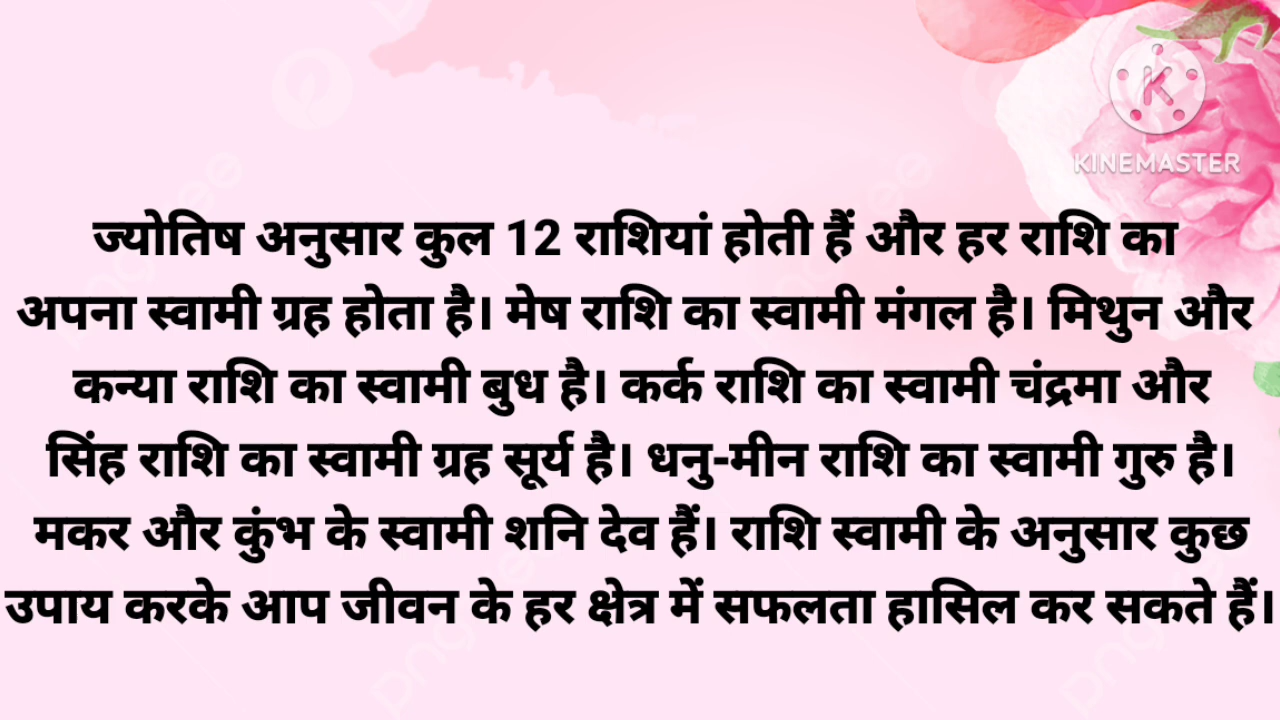 KINEMASTER
ज्योतिष अनुसार कुल 12 राशियां होती हैं और हर राशि का
अपना स्वामी ग्रह होता है। मेष राशि का स्वामी मंगल है। मिथुन और
कन्या राशि का स्वामी बुध है। कर्क राशि का स्वामी चंद्रमा और
सिंह राशि का स्वामी ग्रह सूर्य है। धनु-मीन राशि का स्वामी गुरु है।
मकर और कुंभ के स्वामी शनि देव हैं। राशि स्वामी के अनुसार कुछ
उपाय करके आप जीवन के हर क्षेत्र में सफलता हासिल कर सकते हैं।